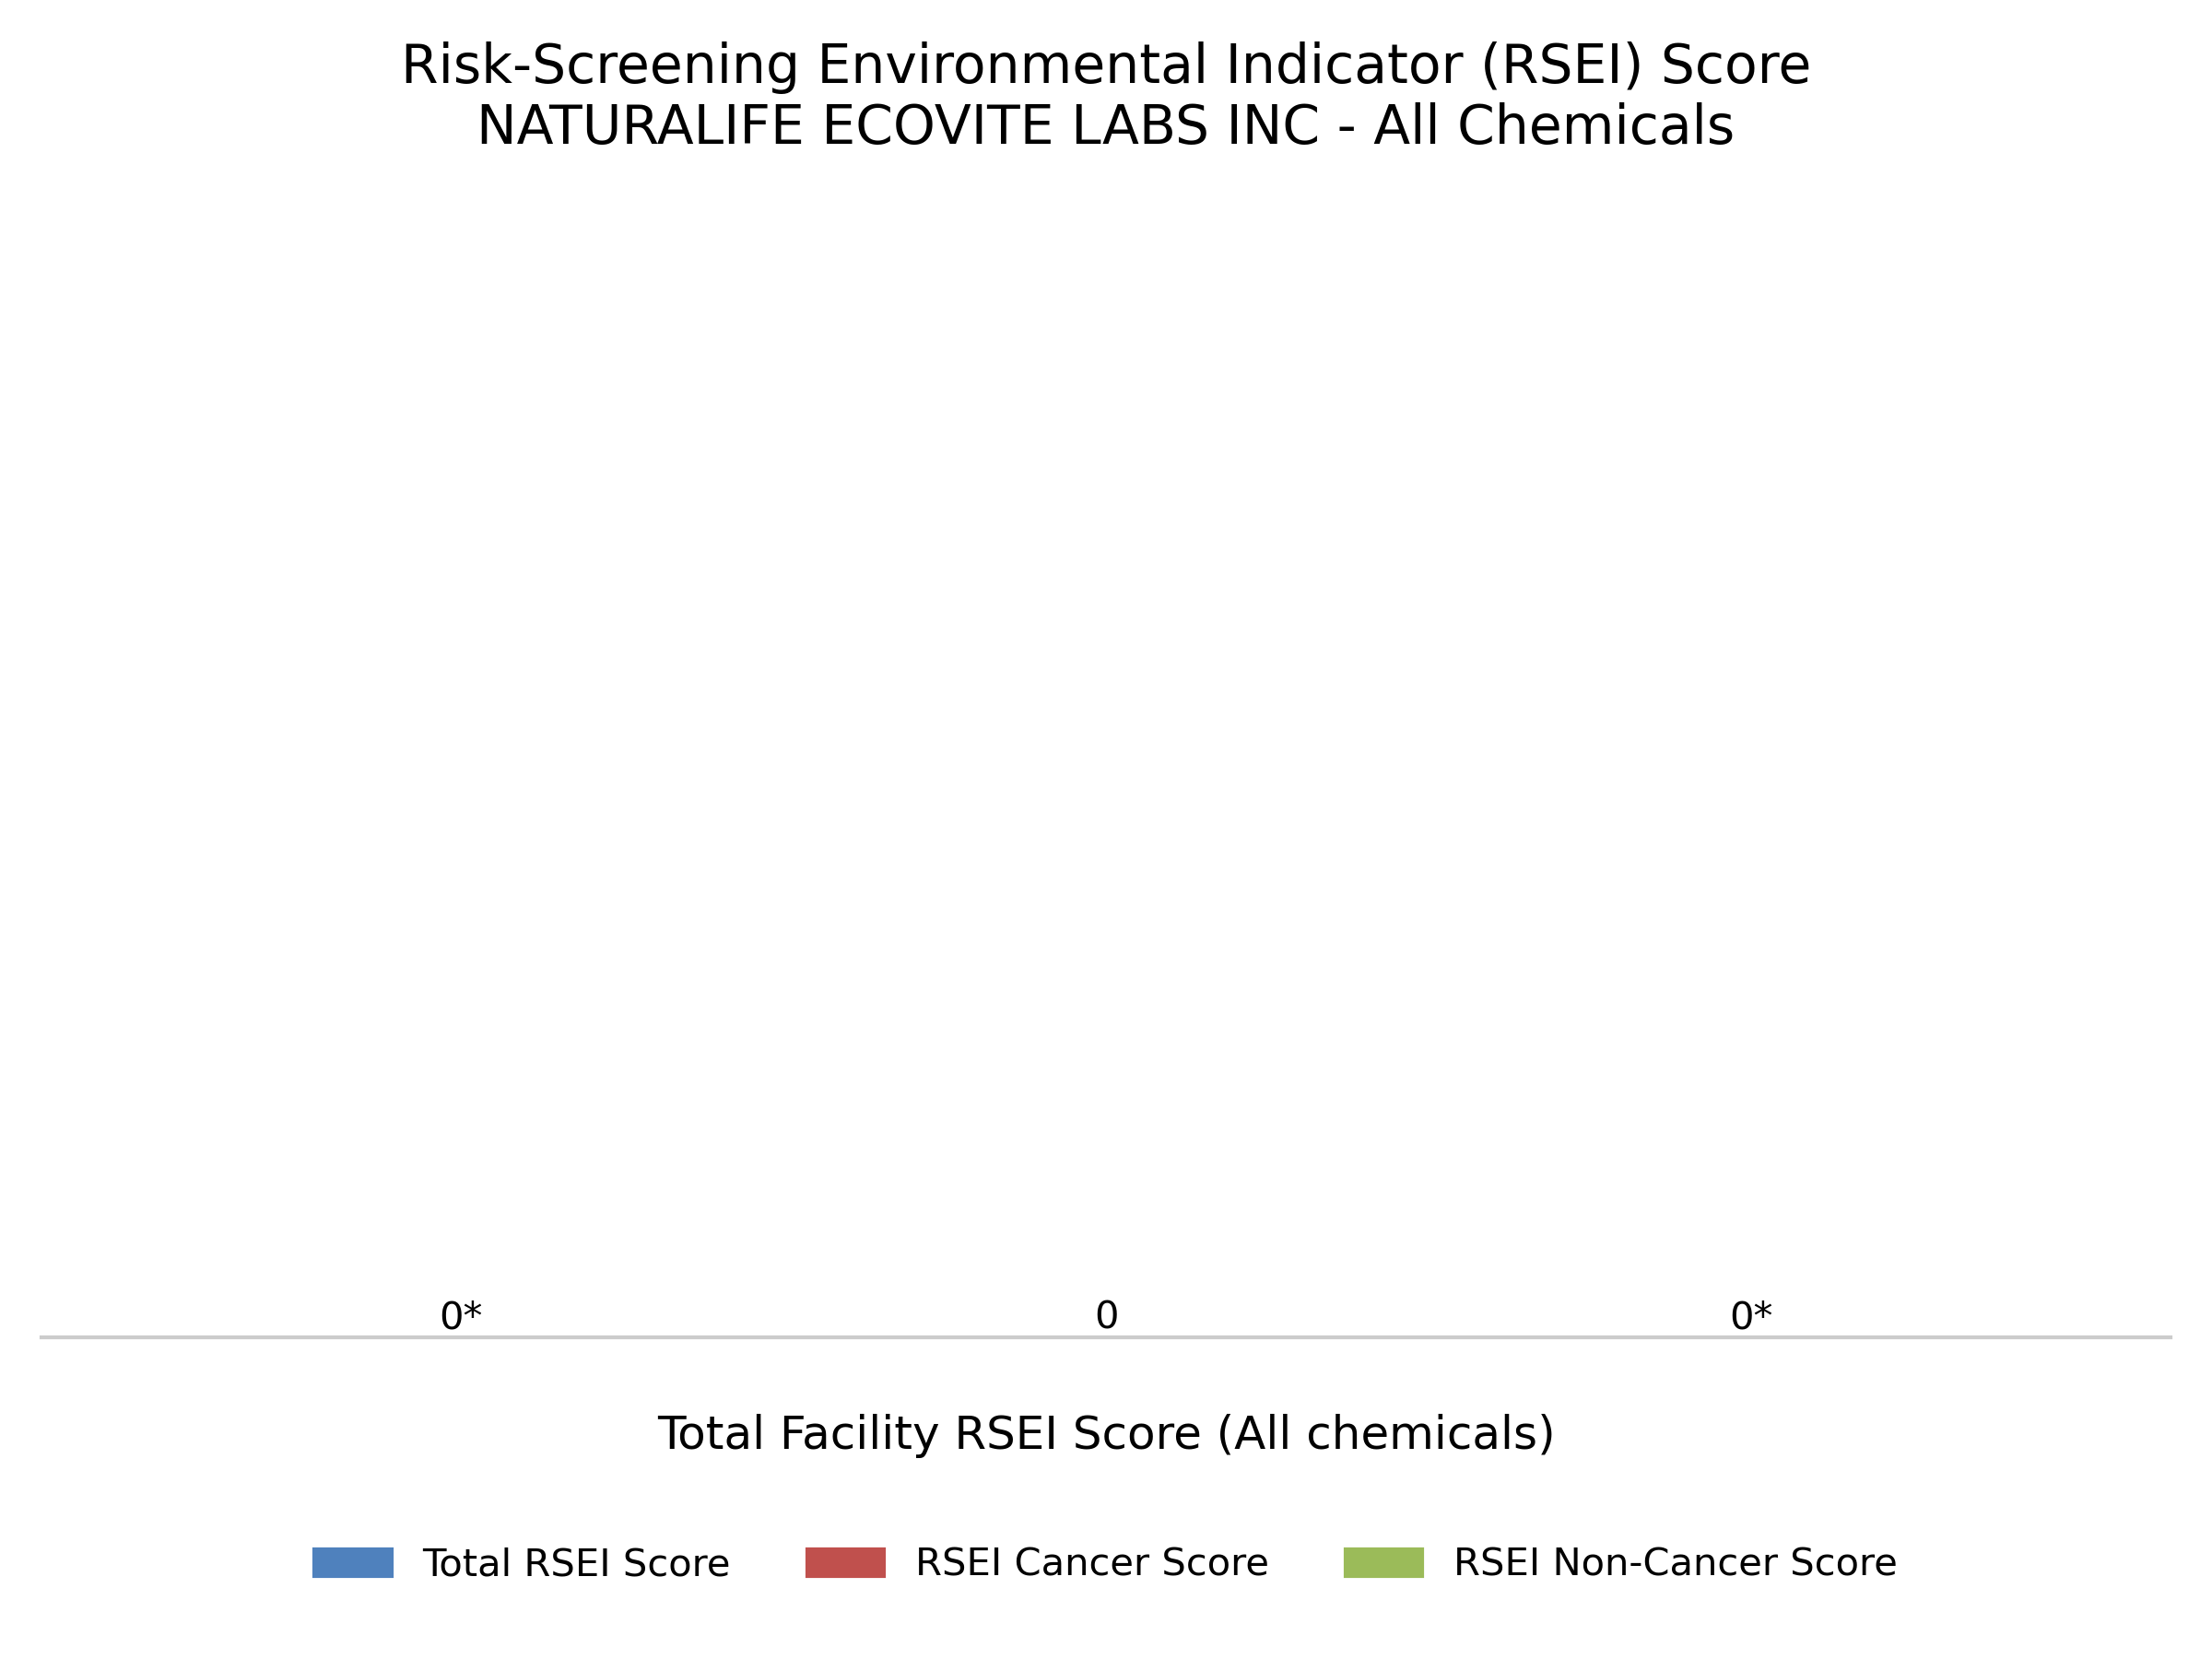 Risk-Screening Environmental Indicator (RSEI) Score
NATURALIFE ECOVITE LABS INC - All Chemicals
0* 0 0*
Total Facility RSEI Score (All chemicals)
Total RSEI Score RSEI Cancer Score RSEI Non-Cancer Score